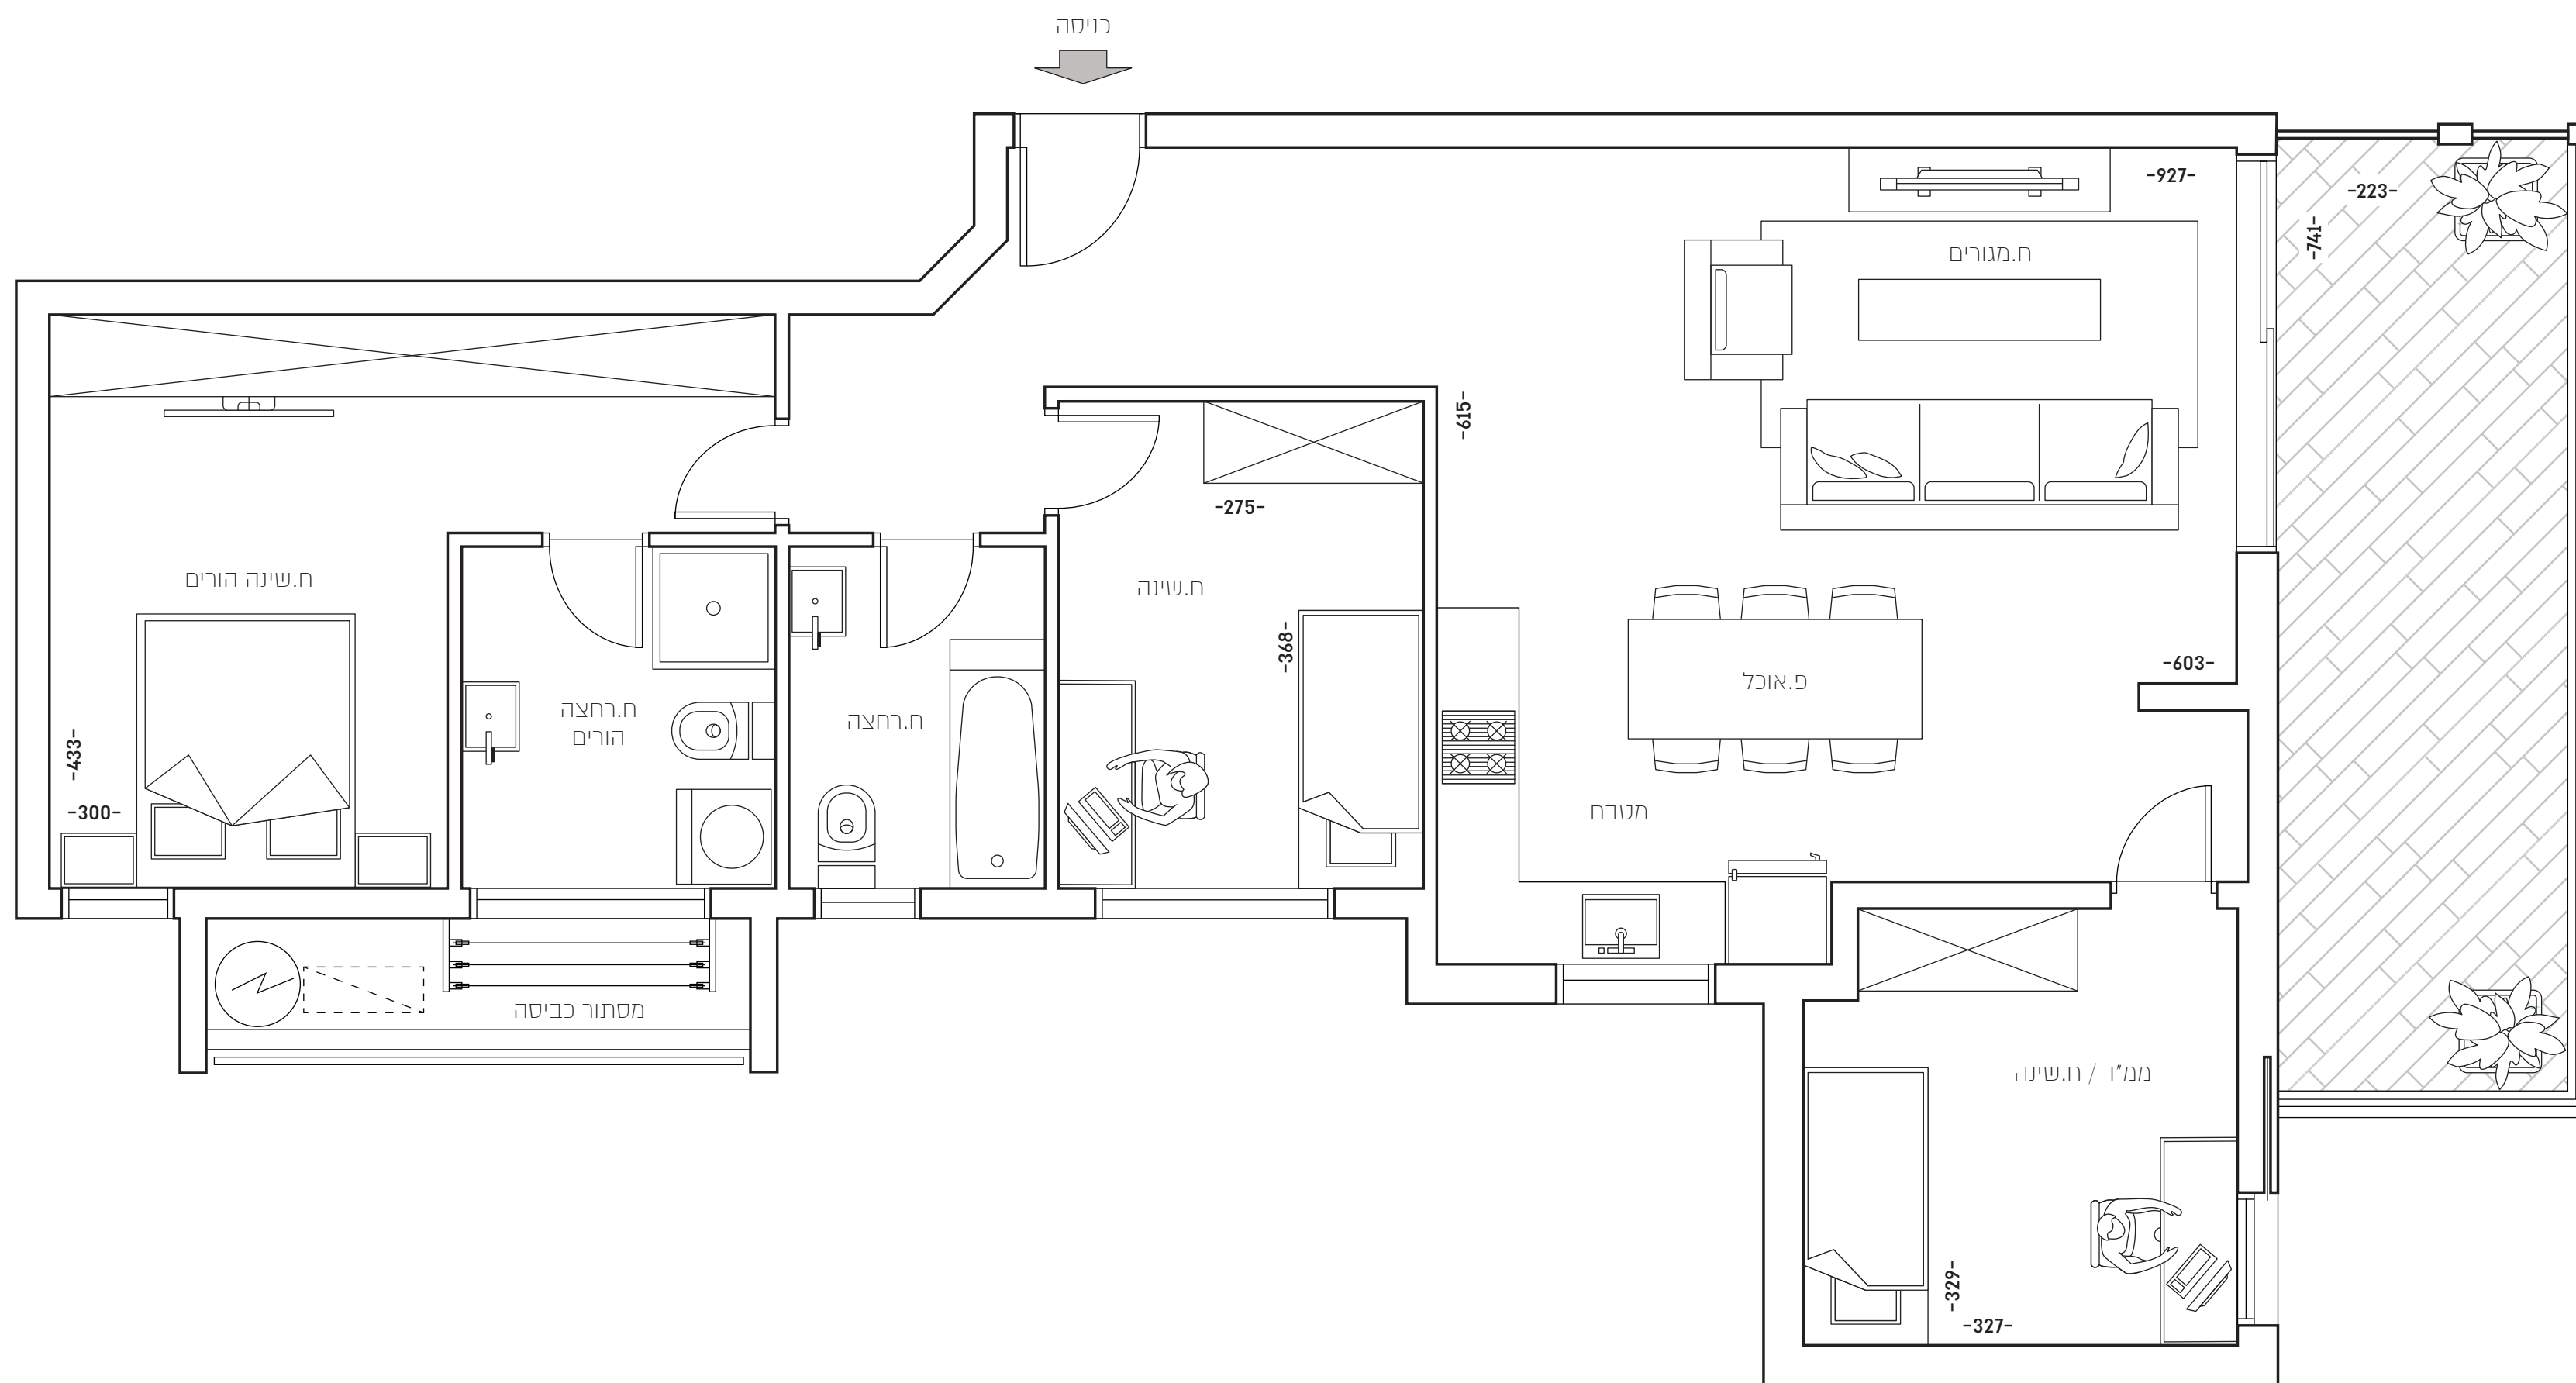 כניסה
-927-
-223-
-741-
ח.מגורים
-615-
-275-
ח.שינה הורים
ח.שינה
-368-
-603-
פ.אוכל
ח.רחצה
הורים
ח.רחצה
-433-
-300-
מטבח
מסתור כביסה
ממ"ד / ח.שינה
-329-
-327-